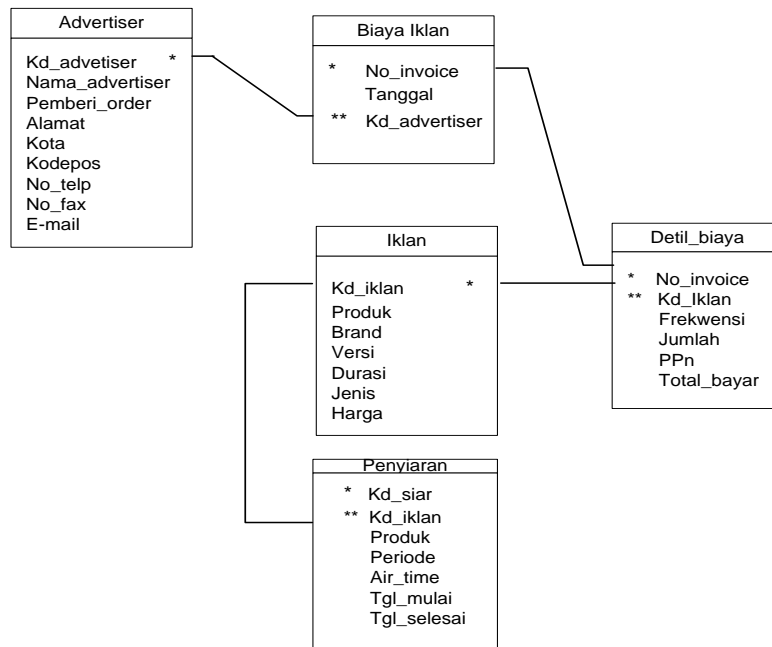 Advertiser
Kd_advetiser *
Nama_advertiser
Pemberi_order
Alamat
Kota
Kodepos
No_telp
No_fax
E-mail
Biaya Iklan
* No_invoice
Tanggal
** Kd_advertiser
Iklan
Kd_iklan *
Produk
Brand
Versi
Durasi
Jenis
Harga
Detil_biaya
* No_invoice
** Kd_Iklan
Frekwensi
Jumlah
PPn
Total_bayar
Penyiaran
* Kd_siar
** Kd_iklan
Produk
Periode
Air_time
Tgl_mulai
Tgl_selesai